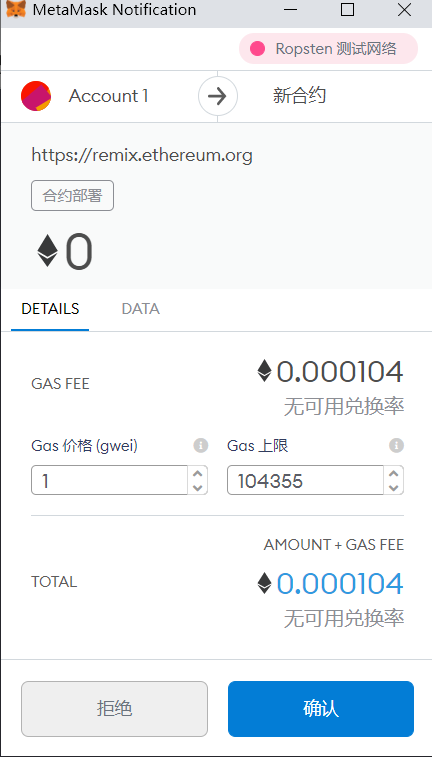 MetaMask Notification
Ropsten 测试网络
Account 1 新合约
https://remix.ethereum.org
合约部署
0
DETAILS DATA
GAS FEE 0.000104
无可用兑换率
Gas 价格 (gwei) Gas 上限
1 104355
AMOUNT + GAS FEE
TOTAL 0.000104
无可用兑换率
拒绝 确认